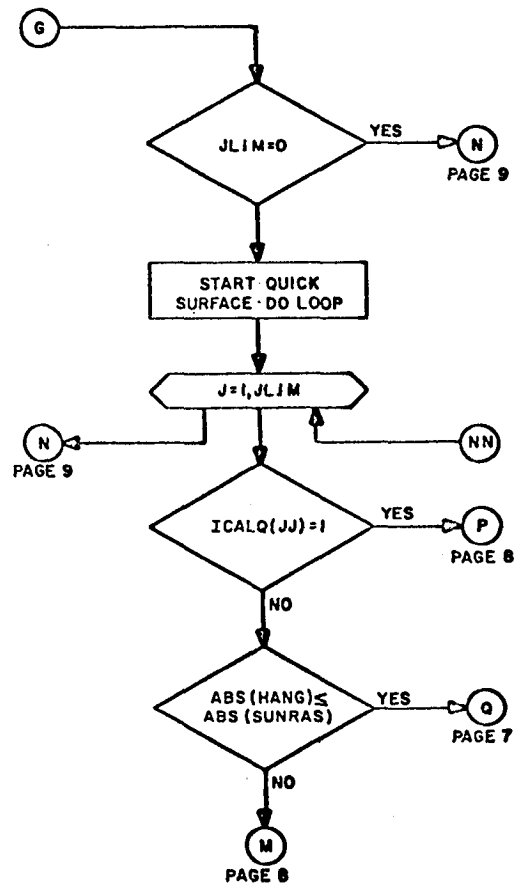 G
JLIM=0
YES
N
PAGE 9
START QUICK
SURFACE DO LOOP
J=1,JLIM
N
PAGE 9
NN
ICALQ(JJ)=1
YES
P
PAGE 8
NO
ABS(HANG)≤
ABS(SUNRAS)
YES
Q
PAGE 7
NO
M
PAGE 8